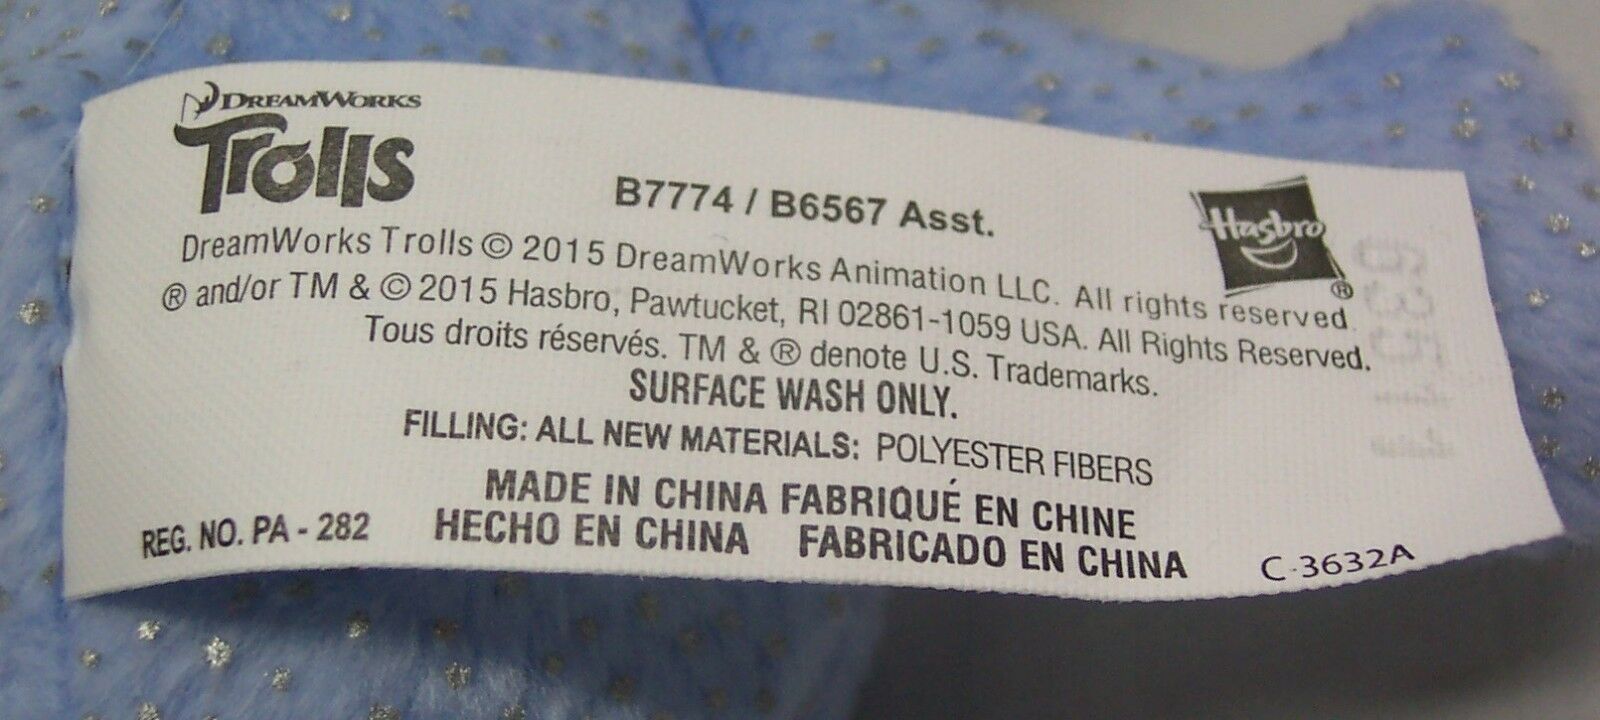 DREAMWORKS
Trolls
B7774 / B6567 Asst.
Hasbro
®
DreamWorks Trolls © 2015 DreamWorks Animation LLC. All rights reserved.
® and/or TM & © 2015 Hasbro, Pawtucket, RI 02861-1059 USA. All Rights Reserved.
Tous droits réservés. TM & ® denote U.S. Trademarks.
SURFACE WASH ONLY.
FILLING: ALL NEW MATERIALS: POLYESTER FIBERS
MADE IN CHINA FABRIQUÉ EN CHINE
REG. NO. PA - 282 HECHO EN CHINA FABRICADO EN CHINA C-3632A